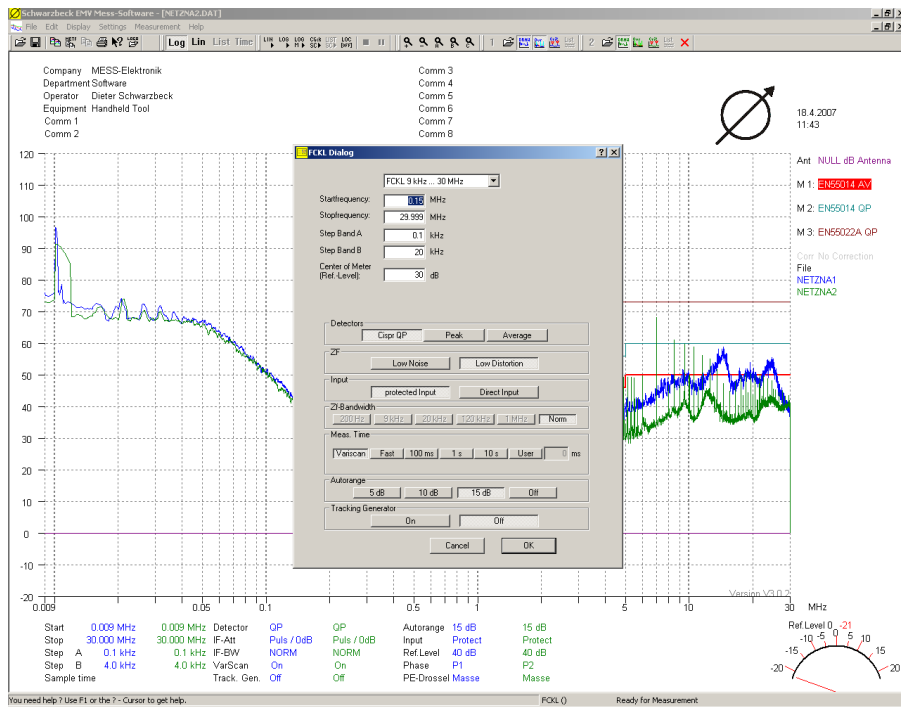 Schwarzbeck EMV Mess-Software - [NETZNA2.DAT]
File Edit Display Settings Measurement Help
Log Lin List Time
1
2
Company MESS-Elektronik
Department Software
Operator Dieter Schwarzbeck
Equipment Handheld Tool
Comm 1
Comm 2
Comm 3
Comm 4
Comm 5
Comm 6
Comm 7
Comm 8
18.4.2007
11:43
Ant NULL dB Antenna
M 1: EN55014 AV
M 2: EN55014 QP
M 3: EN55022A QP
Corr No Correction
File
NETZNA1
NETZNA2
120
110
100
90
80
70
60
50
40
30
20
10
0
-10
-20
0.009 0.05 0.1 0.5 1 5 10 30 MHz
Version V3.0.2
FCKL Dialog
FCKL 9 kHz ... 30 MHz
Startfrequency: 0.15 MHz
Stopfrequency: 29.999 MHz
Step Band A 0.1 kHz
Step Band B 20 kHz
Center of Meter
(Ref.-Level): 30 dB
Detectors
Cispr QP Peak Average
ZF
Low Noise Low Distortion
Input
protected Input Direct Input
Zf-Bandwidth
200 Hz 9 kHz 120 kHz 1 MHz Norm
Meas. Time
Variscan Fast 100 ms 1 s 10 s User 0 ms
Autorange
5 dB 10 dB 15 dB Off
Tracking Generator
On Off
Cancel OK
Start 0.009 MHz 0.009 MHz Detector QP QP Autorange 15 dB 15 dB
Stop 30.000 MHz 30.000 MHz IF-Att Puls / 0dB Puls / 0dB Input Protect Protect
Step A 0.1 kHz 0.1 kHz IF-BW NORM NORM Ref.Level 40 dB 40 dB
Step B 4.0 kHz 4.0 kHz VarScan On On Phase P1 P2
Sample time Track. Gen. Off Off PE-Drossel Masse Masse
Ref.Level 0 -21
-20 -15 -10 -5 0 5 10 15 20
You need help ? Use F1 or the ? - Cursor to get help.
FCKL ()
Ready for Measurement